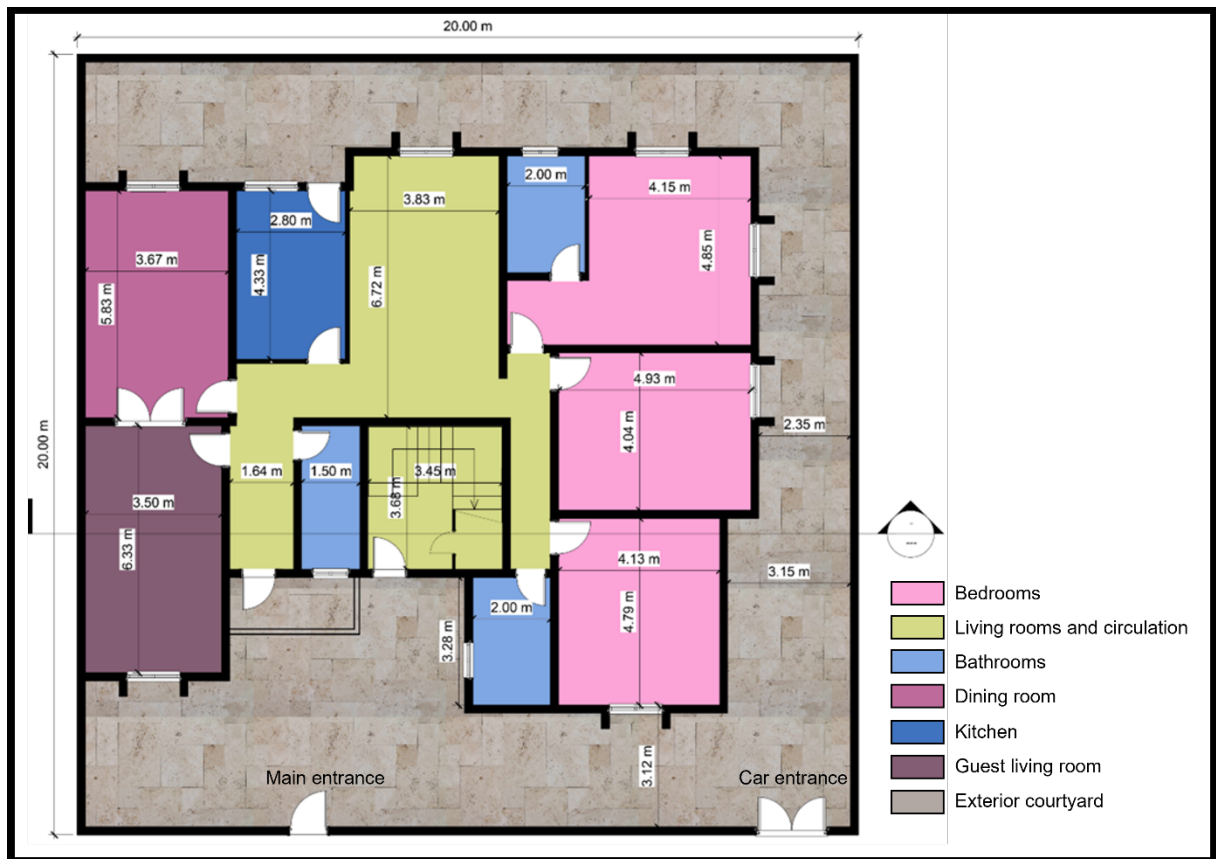 20.00 m
2.00 m
4.15 m
3.83 m
2.80 m
4.85 m
3.67 m
4.33 m
6.72 m
5.83 m
4.93 m
2.35 m
4.04 m
20.00 m
1.64 m
1.50 m
3.45 m
3.68 m
3.50 m
6.33 m
4.13 m
3.15 m
2.00 m
4.79 m
3.28 m
3.12 m
Main entrance
Car entrance
Bedrooms
Living rooms and circulation
Bathrooms
Dining room
Kitchen
Guest living room
Exterior courtyard